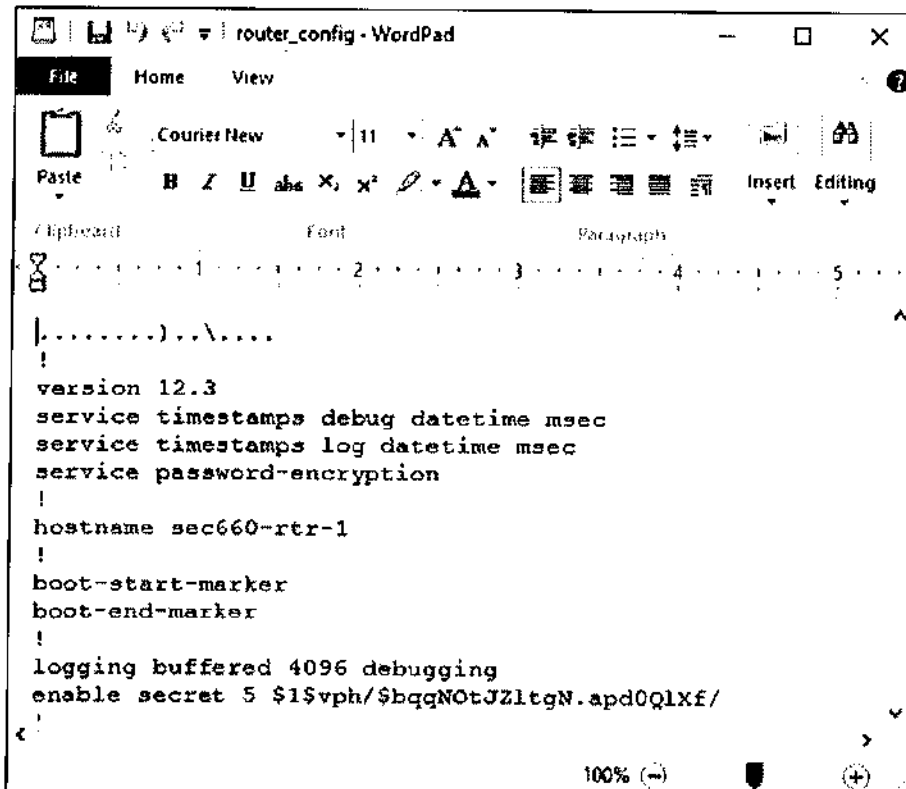 router_config - WordPad
File Home View
Courier New 11 A A
Paste B I U abc X₂ x² A Insert Editing
Clipboard Font Paragraph
1 2 3 4 5
|........)..\....
!
version 12.3
service timestamps debug datetime msec
service timestamps log datetime msec
service password-encryption
!
hostname sec660-rtr-1
!
boot-start-marker
boot-end-marker
!
logging buffered 4096 debugging
enable secret 5 $1$vph/$bqqNOtJZltgN.apd0QlXf/
!
100%